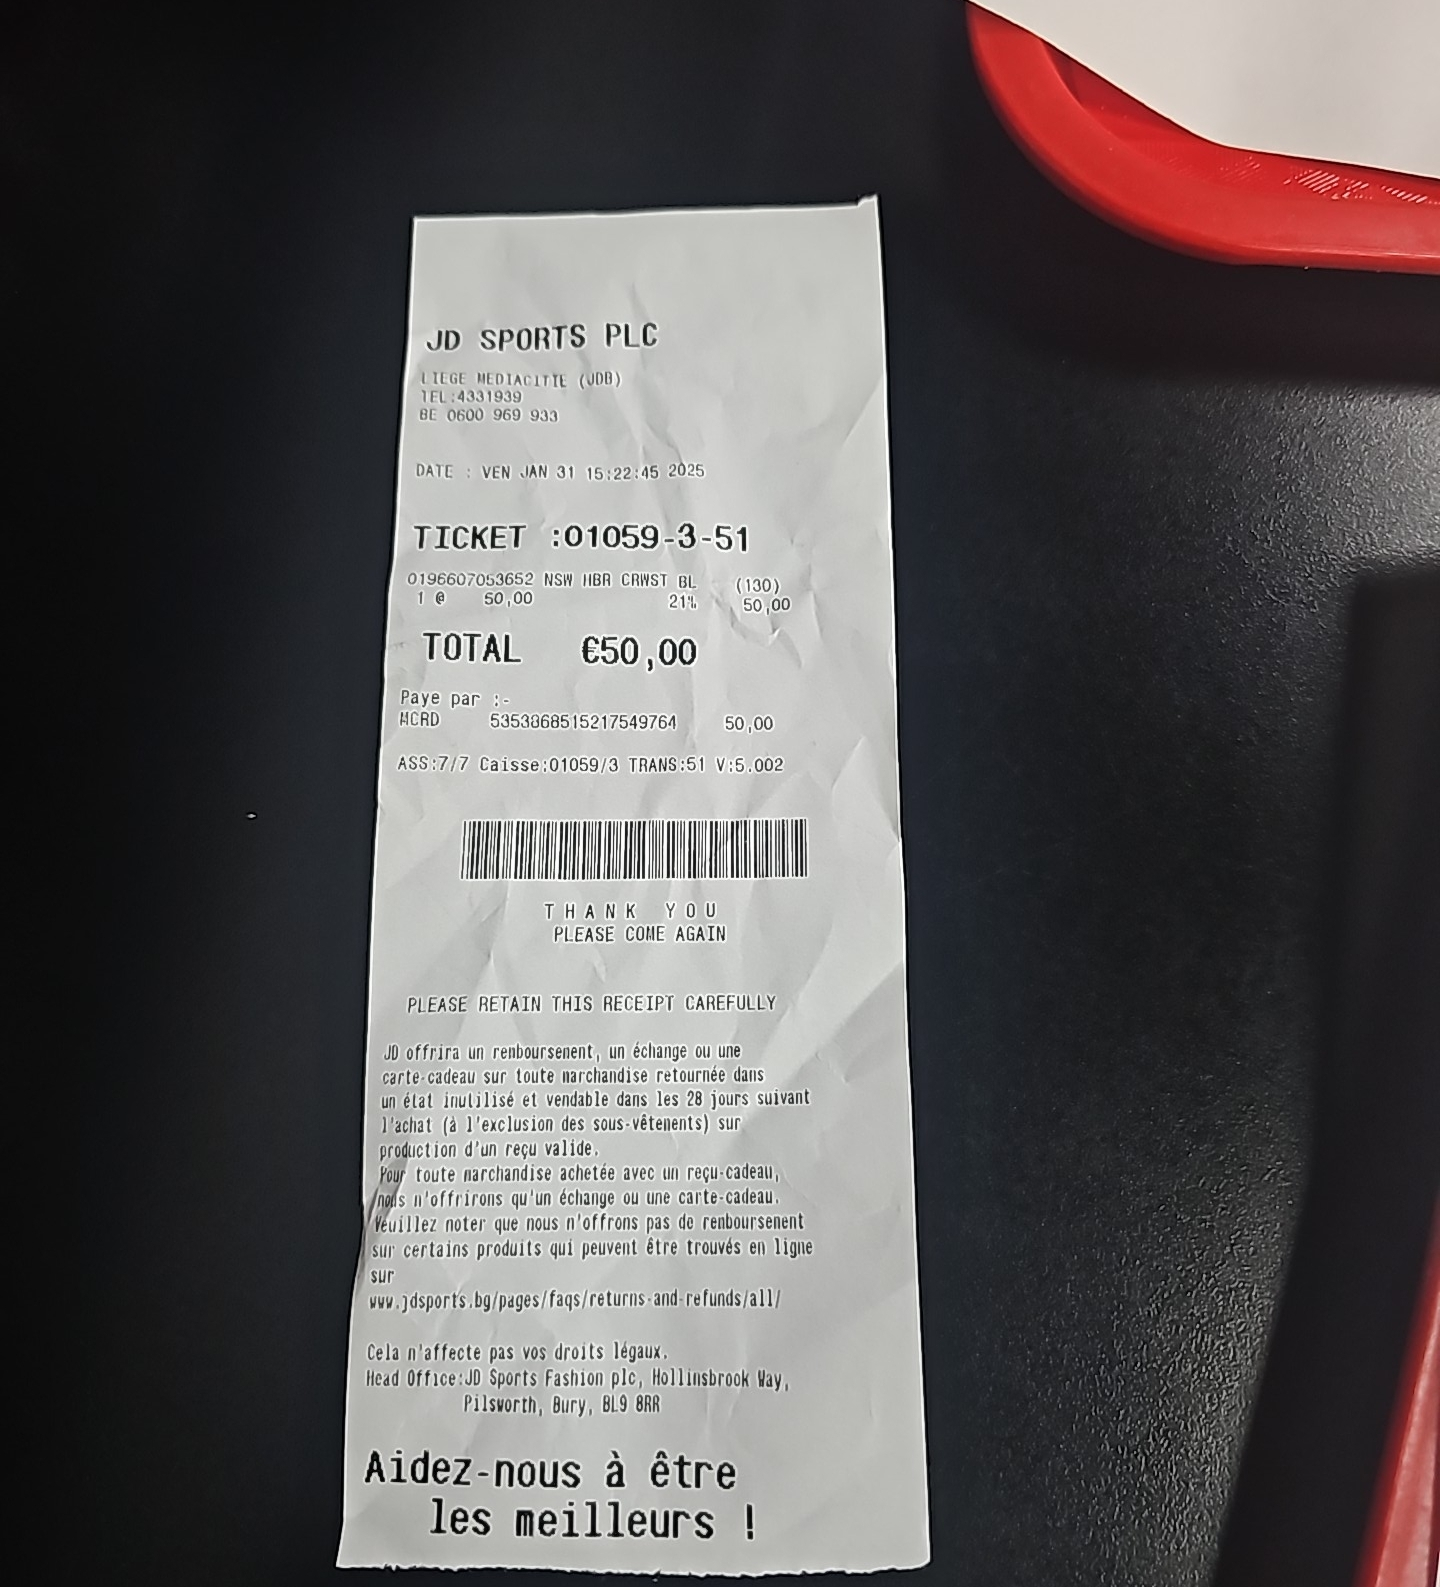 JD SPORTS PLC
LIEGE MEDIACITIE (JDB)
TEL:4331939
BE 0600 969 933
DATE : VEN JAN 31 15:22:45 2025
TICKET :01059-3-51
0196607053652 NSW HBR CRWST BL (130)
1 @ 50,00 21% 50,00
TOTAL €50,00
Paye par :-
MCRD 5353868515217549764 50,00
ASS:7/7 Caisse:01059/3 TRANS:51 V:5.002
THANK YOU
PLEASE COME AGAIN
PLEASE RETAIN THIS RECEIPT CAREFULLY
JD offrira un remboursement, un échange ou une
carte-cadeau sur toute marchandise retournée dans
un état inutilisé et vendable dans les 28 jours suivant
l'achat (à l'exclusion des sous-vêtements) sur
production d'un reçu valide.
Pour toute marchandise achetée avec un reçu-cadeau,
nous n'offrirons qu'un échange ou une carte-cadeau.
Veuillez noter que nous n'offrons pas de remboursement
sur certains produits qui peuvent être trouvés en ligne
sur
www.jdsports.bg/pages/faqs/returns-and-refunds/all/
Cela n'affecte pas vos droits légaux.
Head Office:JD Sports Fashion plc, Hollinsbrook Way,
Pilsworth, Bury, BL9 8RR
Aidez-nous à être
les meilleurs !